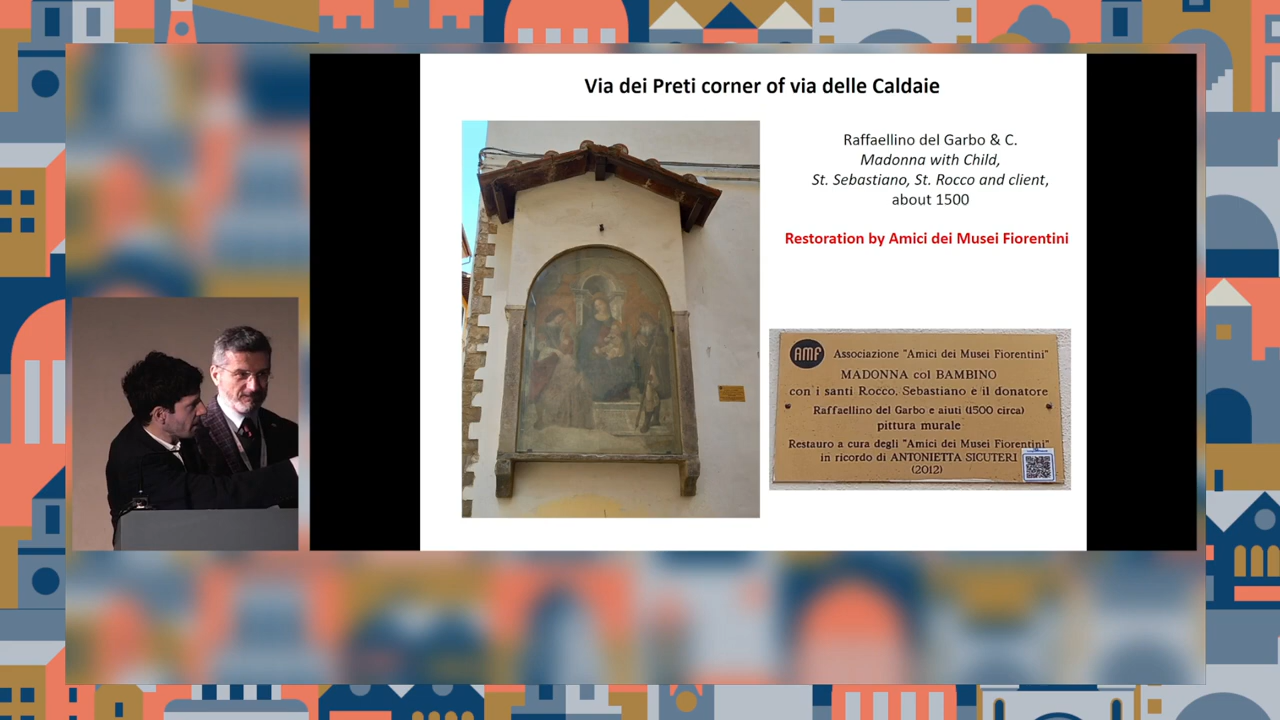 Via dei Preti corner of via delle Caldaie
Raffaellino del Garbo & C.
Madonna with Child,
St. Sebastiano, St. Rocco and client,
about 1500
Restoration by Amici dei Musei Fiorentini
AMF Associazione "Amici dei Musei Fiorentini"
MADONNA col BAMBINO
con i santi Rocco, Sebastiano e il donatore
Raffaellino del Garbo e aiuti (1500 circa)
pittura murale
Restauro a cura degli "Amici dei Musei Fiorentini"
in ricordo di ANTONIETTA SICUTERI
(2012)